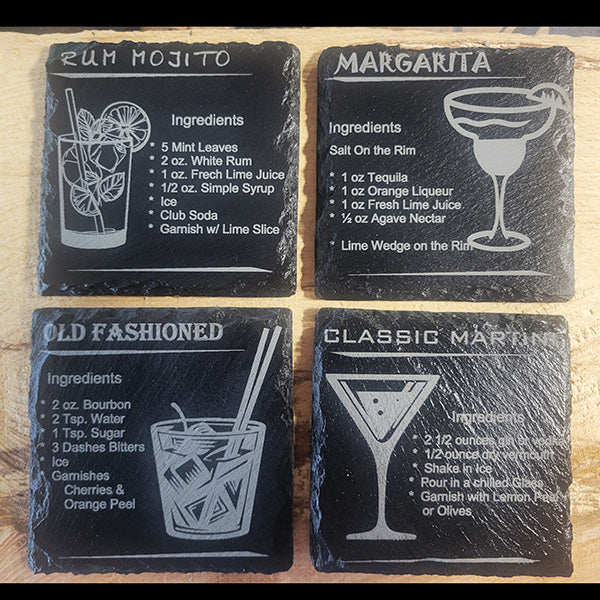 RUM MOJITO
Ingredients
* 5 Mint Leaves
* 2 oz. White Rum
* 1 oz. Frech Lime Juice
* 1/2 oz. Simple Syrup
* Ice
* Club Soda
* Garnish w/ Lime Slice
MARGARITA
Ingredients
Salt On the Rim
* 1 oz Tequila
* 1 oz Orange Liqueur
* 1 oz Fresh Lime Juice
* ½ oz Agave Nectar
* Lime Wedge on the Rim
OLD FASHIONED
Ingredients
* 2 oz. Bourbon
* 2 Tsp. Water
* 1 Tsp. Sugar
* 3 Dashes Bitters
* Ice
* Garnishes
Cherries &
Orange Peel
CLASSIC MARTINI
Ingredients
* 2 1/2 ounces gin or vodka
* 1/2 ounce dry vermouth
* Shake in Ice
* Pour in a chilled Glass
* Garnish with Lemon Peel
or Olives